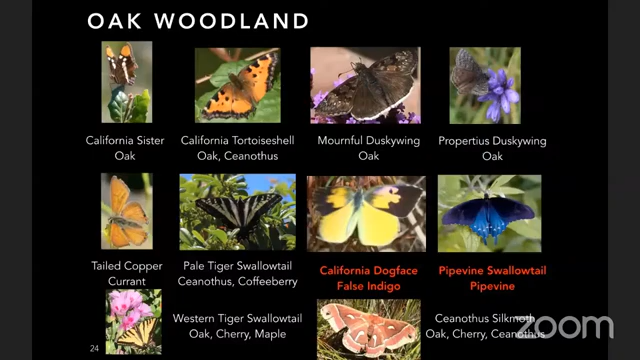 OAK WOODLAND
California Sister
Oak
California Tortoiseshell
Oak, Ceanothus
Mournful Duskywing
Oak
Propertius Duskywing
Oak
Tailed Copper
Currant
Pale Tiger Swallowtail
Ceanothus, Coffeeberry
California Dogface
False Indigo
Pipevine Swallowtail
Pipevine
Western Tiger Swallowtail
Oak, Cherry, Maple
Ceanothus Silkmoth
Oak, Cherry, Ceanothus
24
zoom